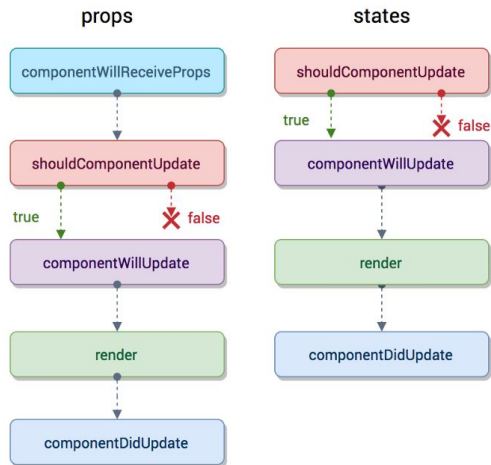 props
componentWillReceiveProps
shouldComponentUpdate
true
false
componentWillUpdate
render
componentDidUpdate
states
shouldComponentUpdate
true
false
componentWillUpdate
render
componentDidUpdate